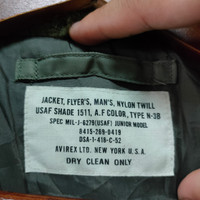 JACKET, FLYER'S, MAN'S, NYLON TWILL
USAF SHADE 1511, A.F COLOR, TYPE N-3B
SPEC MIL-J-6279(USAF) JUNIOR MODEL
8415-269-0419
DSA-1-418-C-52
AVIREX LTD. NEW YORK U.S.A.
DRY CLEAN ONLY